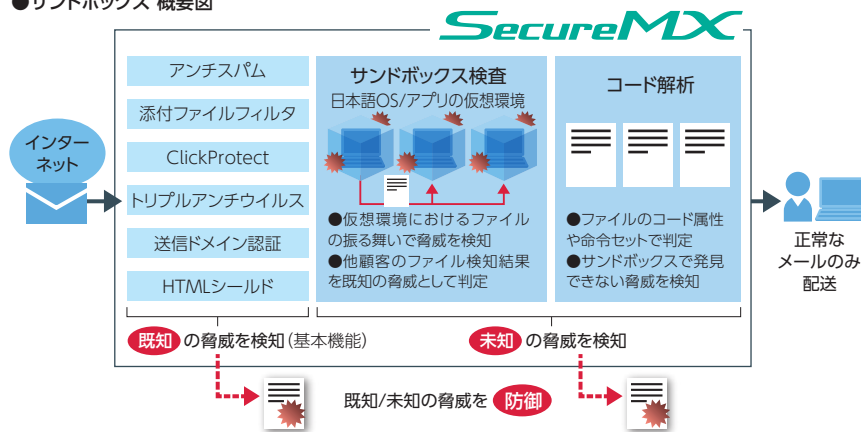 ●サンドボックス 概要図
SecureMX
インター
ネット
アンチスパム
添付ファイルフィルタ
ClickProtect
トリプルアンチウイルス
送信ドメイン認証
HTMLシールド
サンドボックス検査
日本語OS/アプリの仮想環境
●仮想環境におけるファイル
の振る舞いで脅威を検知
●他顧客のファイル検知結果
を既知の脅威として判定
コード解析
●ファイルのコード属性
や命令セットで判定
●サンドボックスで発見
できない脅威を検知
正常な
メールのみ
配送
既知 の脅威を検知(基本機能)
未知 の脅威を検知
既知/未知の脅威を 防御